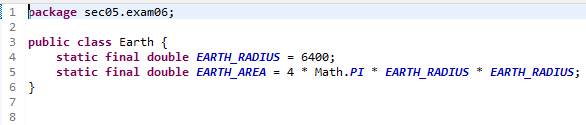 1 package sec05.exam06;
2
3 public class Earth {
4     static final double EARTH_RADIUS = 6400;
5     static final double EARTH_AREA = 4 * Math.PI * EARTH_RADIUS * EARTH_RADIUS;
6 }
7
8